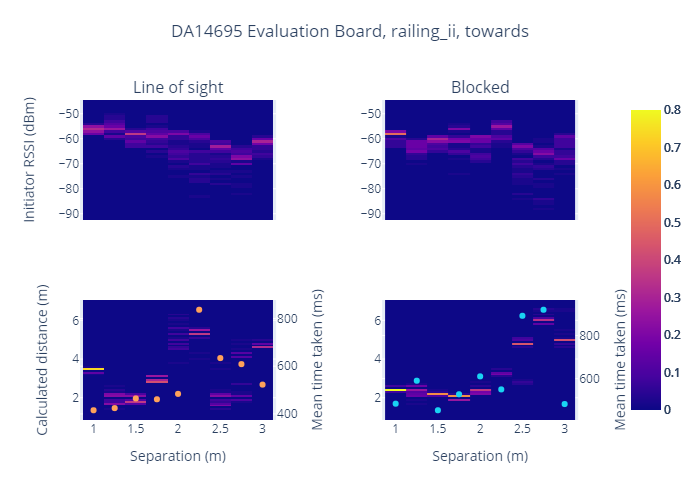 DA14695 Evaluation Board, railing_ii, towards
Line of sight
Blocked
Initiator RSSI (dBm)
−50
−60
−70
−80
−90
−50
−60
−70
−80
−90
0.8
0.7
0.6
0.5
0.4
0.3
0.2
0.1
0
Calculated distance (m)
6
4
2
800
600
400
Mean time taken (ms)
6
4
2
800
600
Mean time taken (ms)
1 1.5 2 2.5 3
1 1.5 2 2.5 3
Separation (m)
Separation (m)